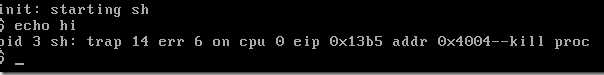 init: starting sh
$ echo hi
pid 3 sh: trap 14 err 6 on cpu 0 eip 0x13b5 addr 0x4004--kill proc
$ _